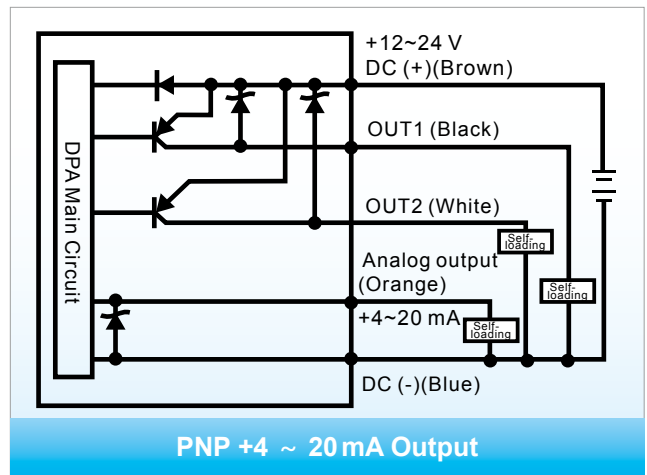 +12~24 V
DC (+)(Brown)
DPA Main Circuit
OUT1 (Black)
OUT2 (White)
Self-
loading
Analog output
(Orange)
Self-
loading
+4~20 mA
Self-
loading
DC (-)(Blue)
PNP +4 ~ 20 mA Output